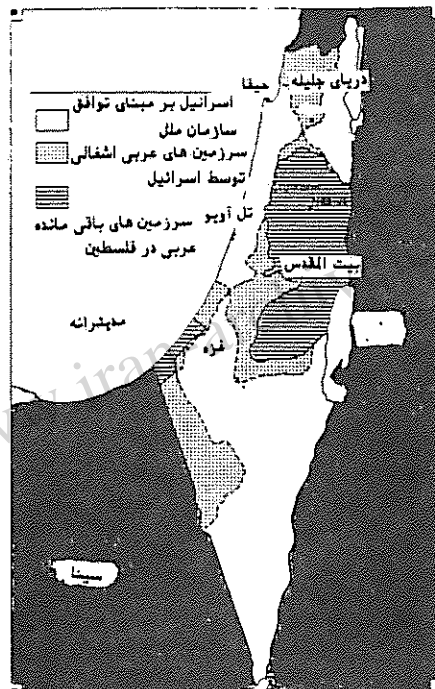 دریای جلیله
حیفا
اسرائیل بر مبنای توافق
سازمان ملل
سرزمین های عربی اشغالی
توسط اسرائیل
تل آویو
سرزمین های باقی مانده
عربی در فلسطین
بیت المقدس
مدیترانه
غزه
سینا